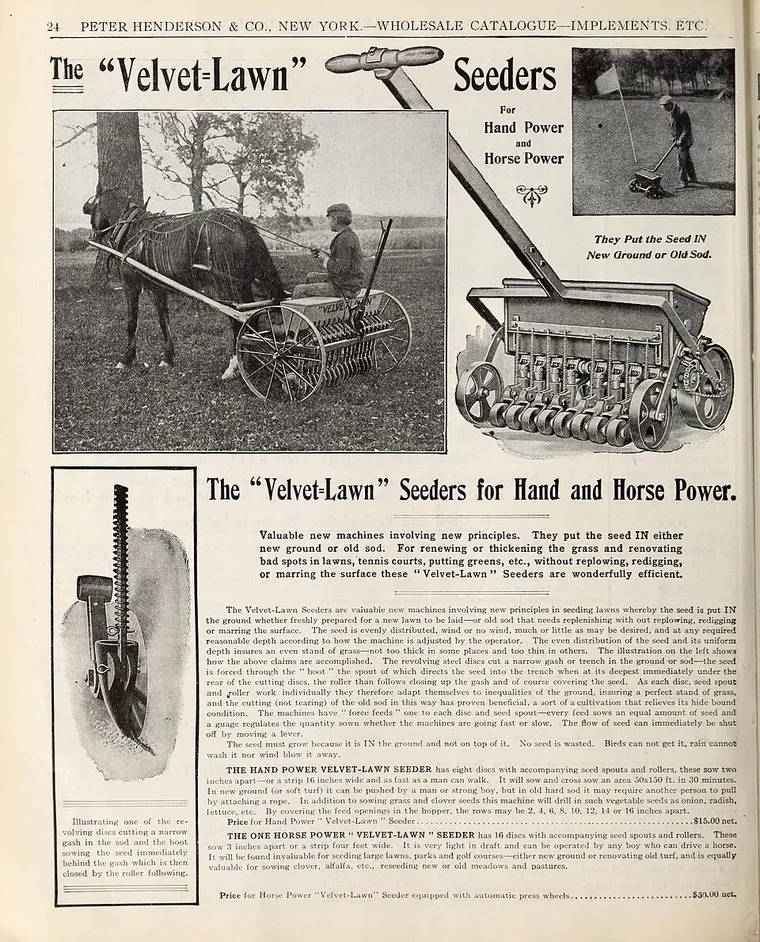 24 PETER HENDERSON & CO., NEW YORK.—WHOLESALE CATALOGUE—IMPLEMENTS. ETC.
The "Velvet=Lawn" Seeders
For
Hand Power
and
Horse Power
They Put the Seed IN
New Ground or Old Sod.
"VELVET-LAWN"
The "Velvet=Lawn" Seeders for Hand and Horse Power.
Valuable new machines involving new principles. They put the seed IN either
new ground or old sod. For renewing or thickening the grass and renovating
bad spots in lawns, tennis courts, putting greens, etc., without replowing, redigging,
or marring the surface these "Velvet-Lawn" Seeders are wonderfully efficient.
The Velvet-Lawn Seeders are valuable new machines involving new principles in seeding lawns whereby the seed is put IN
the ground whether freshly prepared for a new lawn to be laid—or old sod that needs replenishing with out replowing, redigging
or marring the surface. The seed is evenly distributed, wind or no wind, much or little as may be desired, and at any required
reasonable depth according to how the machine is adjusted by the operator. The even distribution of the seed and its uniform
depth insures an even stand of grass—not too thick in some places and too thin in others. The illustration on the left shows
how the above claims are accomplished. The revolving steel discs cut a narrow gash or trench in the ground or sod—the seed
is forced through the "boot" the spout of which directs the seed into the trench when at its deepest immediately under the
rear of the cutting discs, the roller than follows closing up the gash and of course covering the seed. As each disc, seed spout
and roller work individually they therefore adapt themselves to inequalities of the ground, insuring a perfect stand of grass,
and the cutting (not tearing) of the old sod in this way has proven beneficial, a sort of cultivation that relieves its hide bound
condition. The machines have "force feeds" one to each disc and seed spout—every feed sows an equal amount of seed and
a guage regulates the quantity sown whether the machines are going fast or slow. The flow of seed can immediately be shut
off by moving a lever.
The seed must grow because it is IN the ground and not on top of it. No seed is wasted. Birds can not get it, rain cannot
wash it nor wind blow it away.
THE HAND POWER VELVET-LAWN SEEDER has eight discs with accompanying seed spouts and rollers, these sow two
inches apart—or a strip 16 inches wide and as fast as a man can walk. It will sow and cross sow an area 50x150 ft. in 30 minutes.
In new ground (or soft turf) it can be pushed by a man or strong boy, but in old hard sod it may require another person to pull
by attaching a rope. In addition to sowing grass and clover seeds this machine will drill in such vegetable seeds as onion, radish,
lettuce, etc. By covering the feed openings in the hopper, the rows may be 2, 4, 6, 8, 10, 12, 14 or 16 inches apart.
Price for Hand Power "Velvet-Lawn" Seeder........................................................$15.00 net.
THE ONE HORSE POWER "VELVET-LAWN" SEEDER has 16 discs with accompanying seed spouts and rollers. These
sow 3 inches apart or a strip four feet wide. It is very light in draft and can be operated by any boy who can drive a horse.
It will be found invaluable for seeding large lawns, parks and golf courses—either new ground or renovating old turf, and is equally
valuable for sowing clover, alfalfa, etc., reseeding new or old meadows and pastures.
Price for Horse Power "Velvet-Lawn" Seeder equipped with automatic press wheels........................$50.00 net.
Illustrating one of the re-
volving discs cutting a narrow
gash in the sod and the boot
sowing the seed immediately
behind the gash which is then
closed by the roller following.